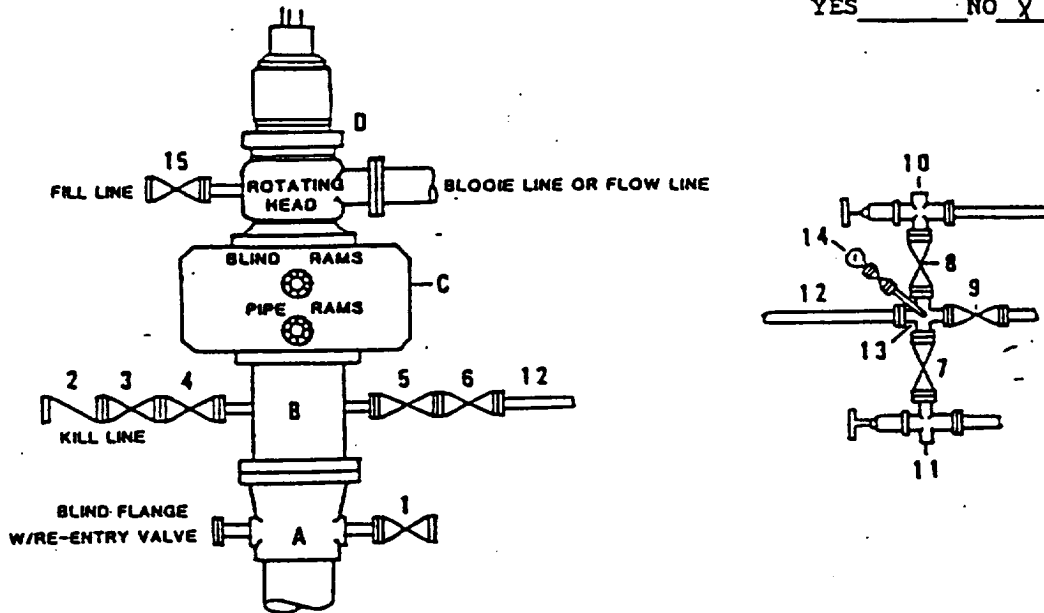 YES NO X
D
15
FILL LINE
ROTATING
HEAD
BLOOIE LINE OR FLOW LINE
BLIND RAMS
C
PIPE RAMS
2 3 4
5 6 12
B
KILL LINE
BLIND FLANGE
W/RE-ENTRY VALVE
1
A
10
14
8
12
9
13
7
11